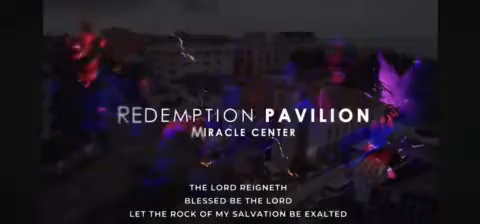 REDEMPTION PAVILION
MIRACLE CENTER
THE LORD REIGNETH
BLESSED BE THE LORD
LET THE ROCK OF MY SALVATION BE EXALTED